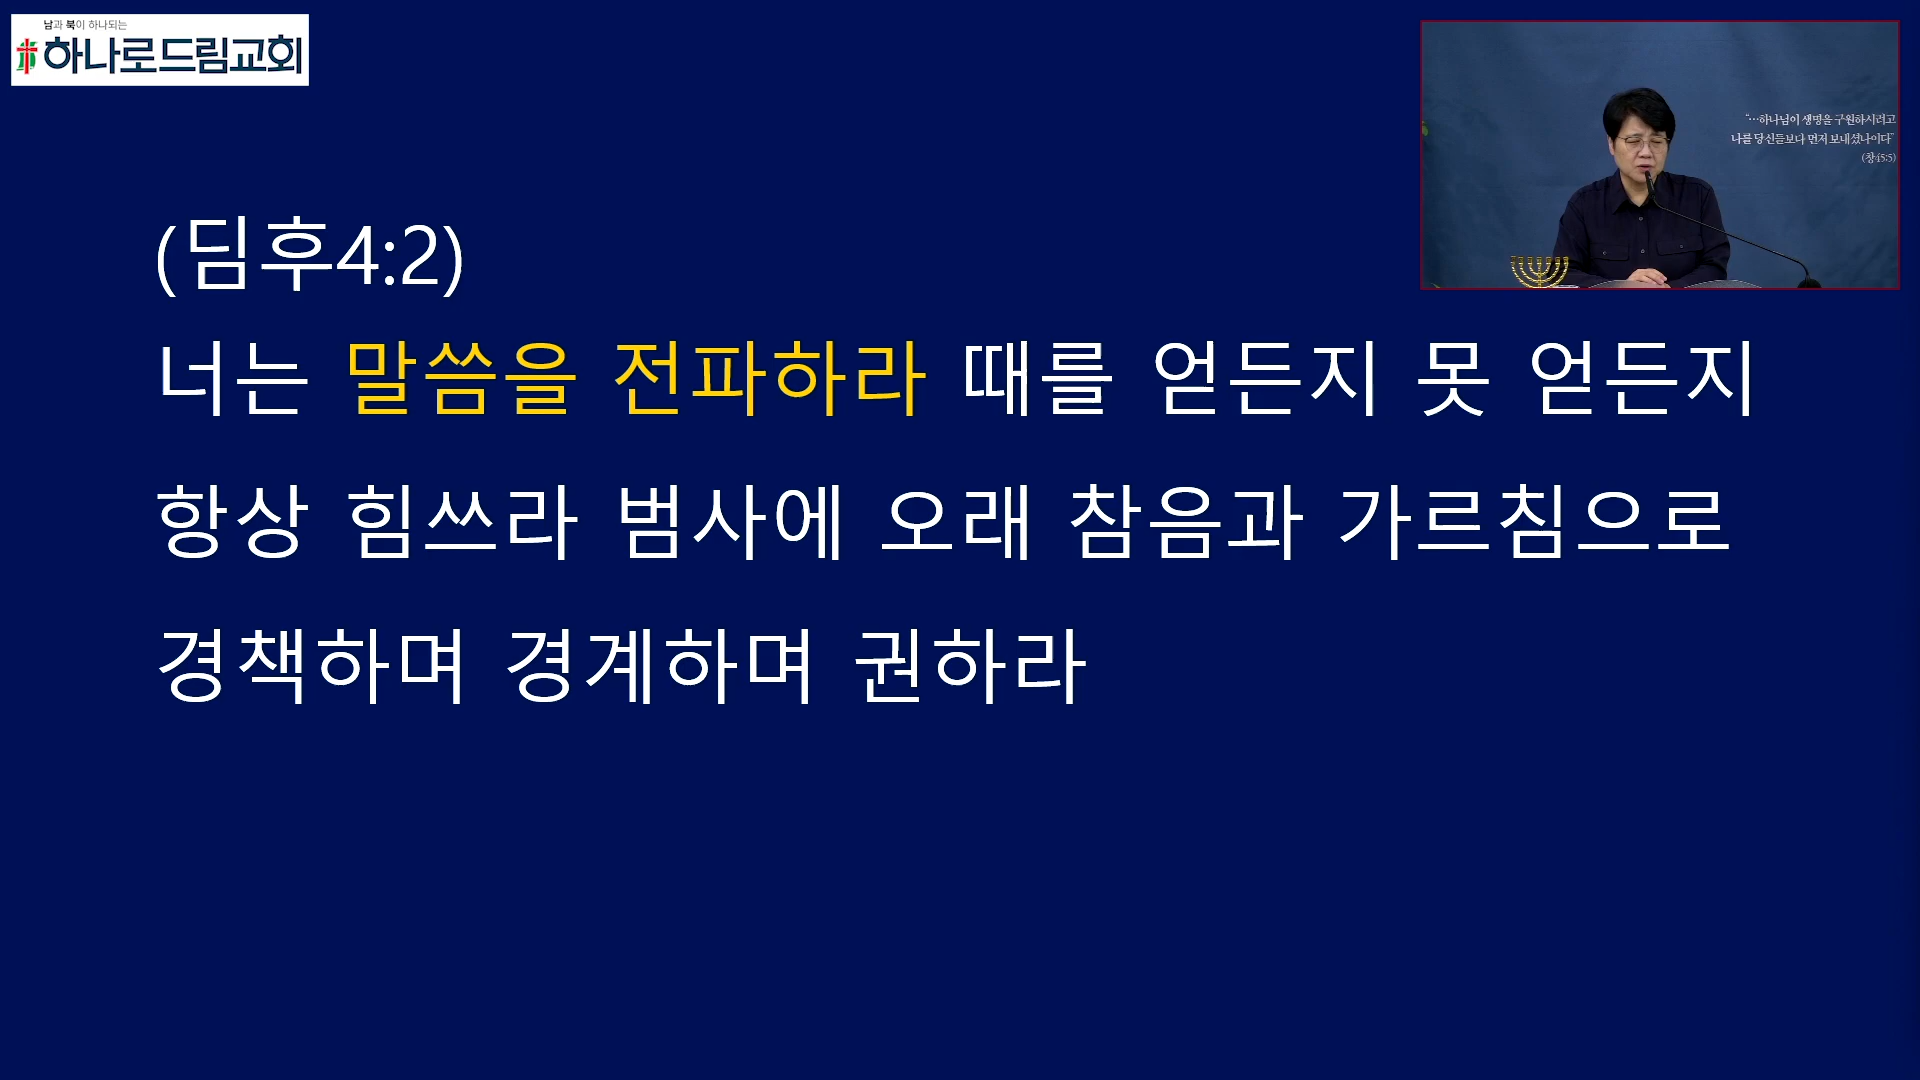 남과 북이 하나되는
하나로드림교회
"…하나님이 생명을 구원하시려고
나를 당신들보다 먼저 보내셨나이다"
(창45:5)
(딤후4:2)
너는 말씀을 전파하라 때를 얻든지 못 얻든지
항상 힘쓰라 범사에 오래 참음과 가르침으로
경책하며 경계하며 권하라